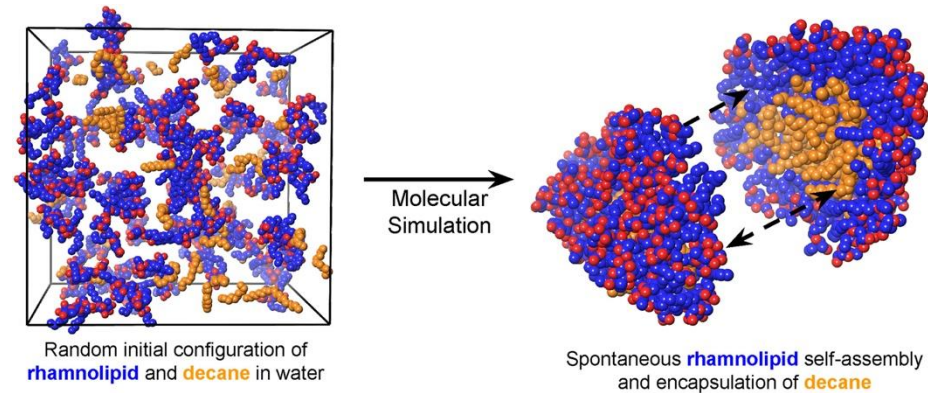 Molecular
Simulation
Random initial configuration of
rhamnolipid and decane in water
Spontaneous rhamnolipid self-assembly
and encapsulation of decane